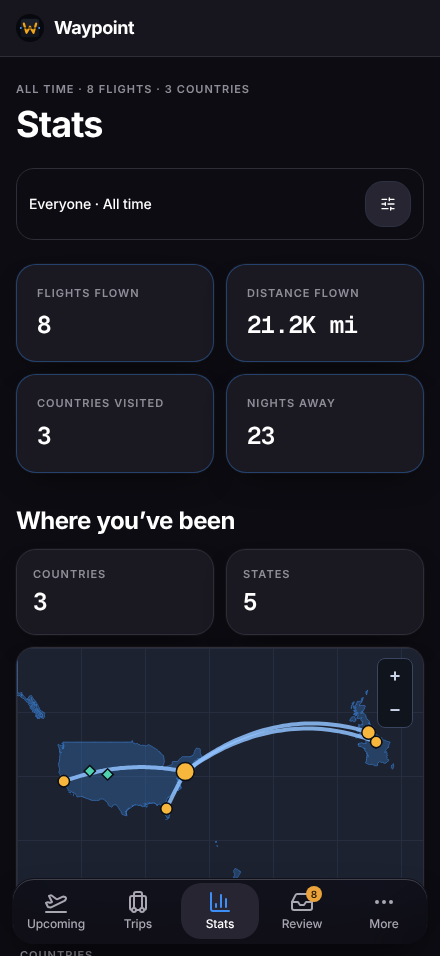 Waypoint
ALL TIME · 8 FLIGHTS · 3 COUNTRIES
Stats
Everyone · All time
FLIGHTS FLOWN
8
DISTANCE FLOWN
21.2K mi
COUNTRIES VISITED
3
NIGHTS AWAY
23
Where you’ve been
COUNTRIES
3
STATES
5
+
−
8
Upcoming
Trips
Stats
Review
More
COUNTRIES